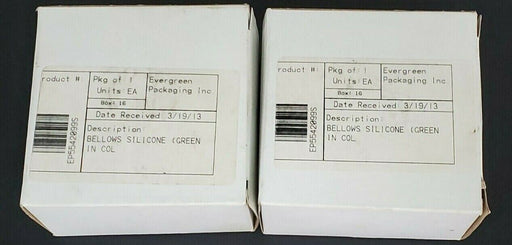 roduct #
Pkg of 1
Units EA
Box# 16
Evergreen
Packaging Inc.
Date Received 3/19/13
Description:
BELLOWS SILICONE (GREEN
IN COL
EP5542099S
roduct #:
Pkg of 1
Units EA
Box# 16
Evergreen
Packaging Inc.
Date Received 3/19/13
Description:
BELLOWS SILICONE (GREEN
IN COL
EP5542099S